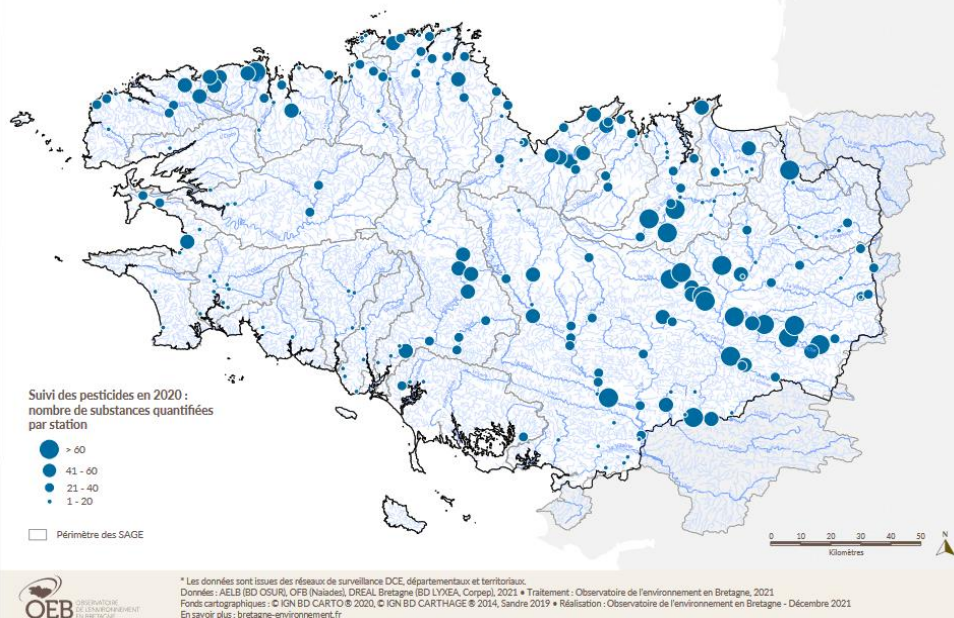 Suivi des pesticides en 2020 :
nombre de substances quantifiées
par station
> 60
41 - 60
21 - 40
1 - 20
Périmètre des SAGE
0 10 20 30 40 50
Kilomètres
N
OEB
OBSERVATOIRE
DE L'ENVIRONNEMENT
EN BRETAGNE
* Les données sont issues des réseaux de surveillance DCE, départementaux et territoriaux.
Données : AELB (BD OSUR), OFB (Naiades), DREAL Bretagne (BD LYXEA, Corpep), 2021 • Traitement : Observatoire de l'environnement en Bretagne, 2021
Fonds cartographiques : © IGN BD CARTO ® 2020, © IGN BD CARTHAGE ® 2014, Sandre 2019 • Réalisation : Observatoire de l'environnement en Bretagne - Décembre 2021
En savoir plus : bretagne-environnement.fr